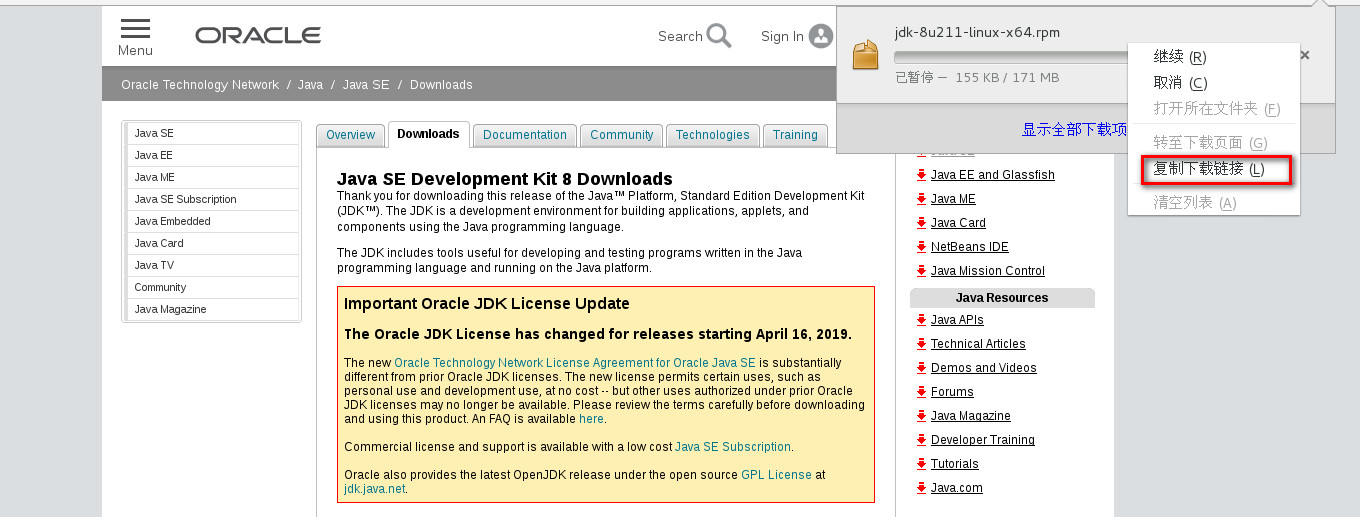 Menu
ORACLE
Search
Sign In
Oracle Technology Network / Java / Java SE / Downloads
Java SE
Java EE
Java ME
Java SE Subscription
Java Embedded
Java Card
Java TV
Community
Java Magazine
Overview
Downloads
Documentation
Community
Technologies
Training
Java SE Development Kit 8 Downloads
Thank you for downloading this release of the Java™ Platform, Standard Edition Development Kit
(JDK™). The JDK is a development environment for building applications, applets, and
components using the Java programming language.
The JDK includes tools useful for developing and testing programs written in the Java
programming language and running on the Java platform.
Important Oracle JDK License Update
The Oracle JDK License has changed for releases starting April 16, 2019.
The new Oracle Technology Network License Agreement for Oracle Java SE is substantially
different from prior Oracle JDK licenses. The new license permits certain uses, such as
personal use and development use, at no cost -- but other uses authorized under prior Oracle
JDK licenses may no longer be available. Please review the terms carefully before downloading
and using this product. An FAQ is available here.
Commercial license and support is available with a low cost Java SE Subscription.
Oracle also provides the latest OpenJDK release under the open source GPL License at
jdk.java.net.
jdk-8u211-linux-x64.rpm
已暂停 — 155 KB / 171 MB
显示全部下载项
继续 (R)
取消 (C)
打开所在文件夹 (F)
转至下载页面 (G)
复制下载链接 (L)
清空列表 (A)
Java SE
Java EE and Glassfish
Java ME
Java Card
NetBeans IDE
Java Mission Control
Java Resources
Java APIs
Technical Articles
Demos and Videos
Forums
Java Magazine
Developer Training
Tutorials
Java.com